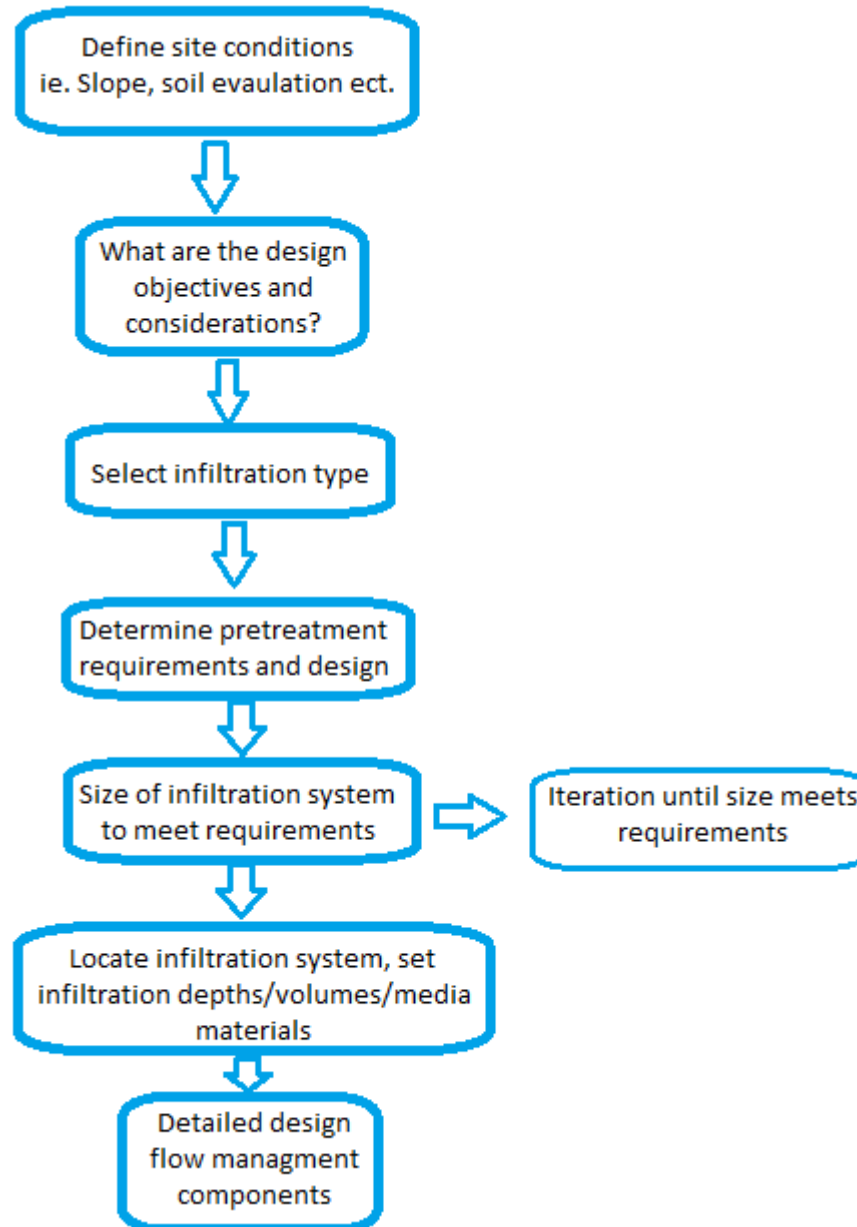 Define site conditions
ie. Slope, soil evaulation ect.
What are the design
objectives and
considerations?
Select infiltration type
Determine pretreatment
requirements and design
Size of infiltration system
to meet requirements
Iteration until size meets
requirements
Locate infiltration system, set
infiltration depths/volumes/media
materials
Detailed design
flow managment
components